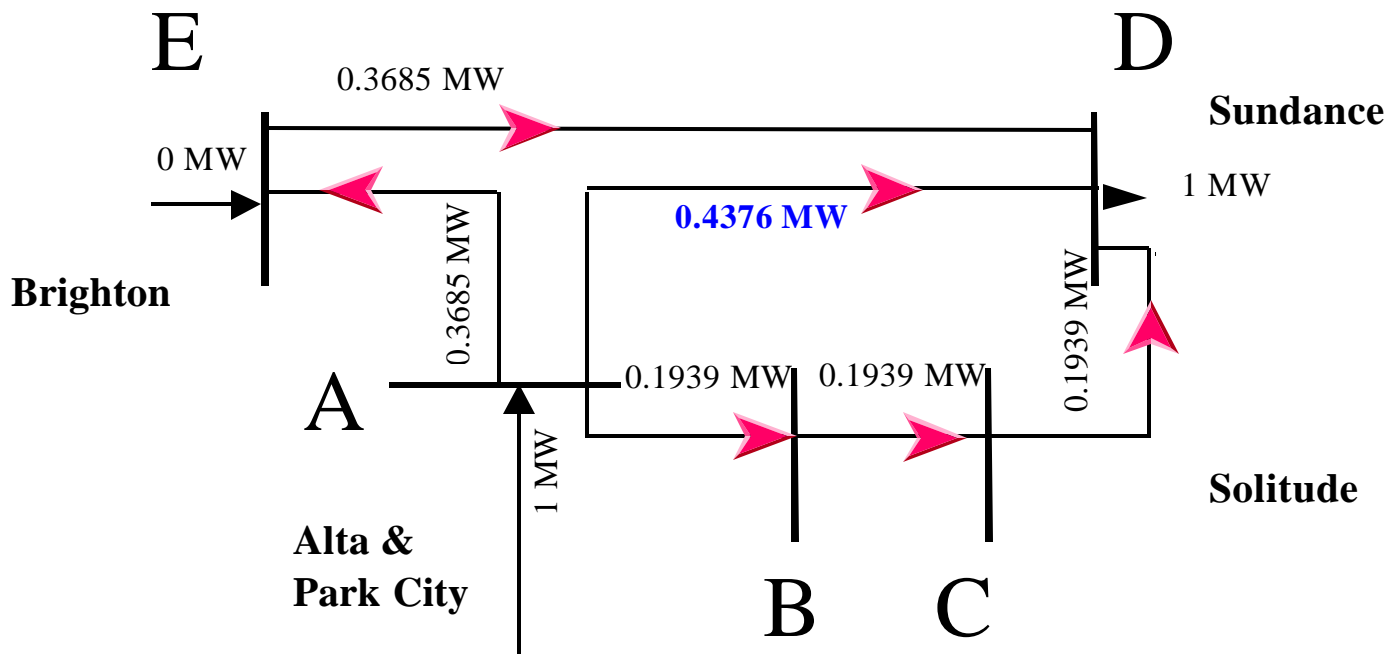 E
D
0.3685 MW
Sundance
0 MW
1 MW
0.4376 MW
Brighton
0.3685 MW
0.1939 MW
A
0.1939 MW
0.1939 MW
1 MW
Solitude
Alta &
Park City
B
C